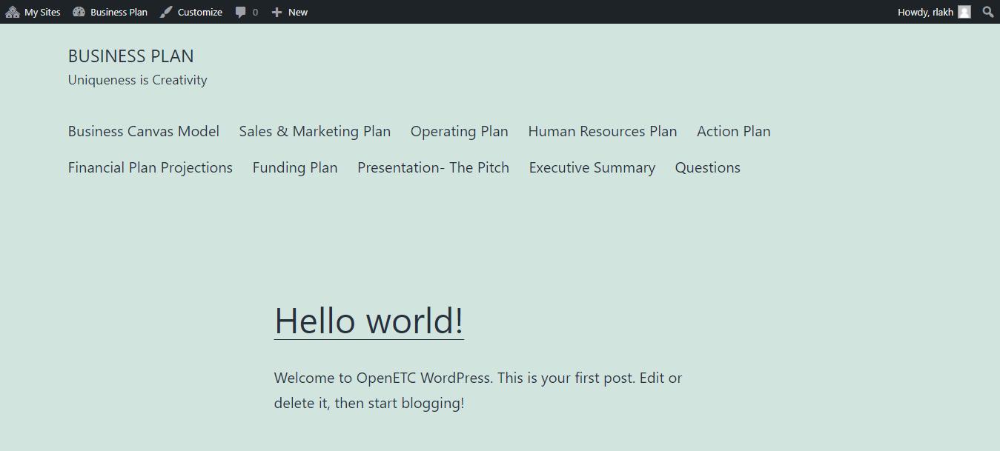 My Sites Business Plan Customize 0 New Howdy, rlakh
BUSINESS PLAN
Uniqueness is Creativity
Business Canvas Model Sales & Marketing Plan Operating Plan Human Resources Plan Action Plan
Financial Plan Projections Funding Plan Presentation- The Pitch Executive Summary Questions
Hello world!
Welcome to OpenETC WordPress. This is your first post. Edit or
delete it, then start blogging!